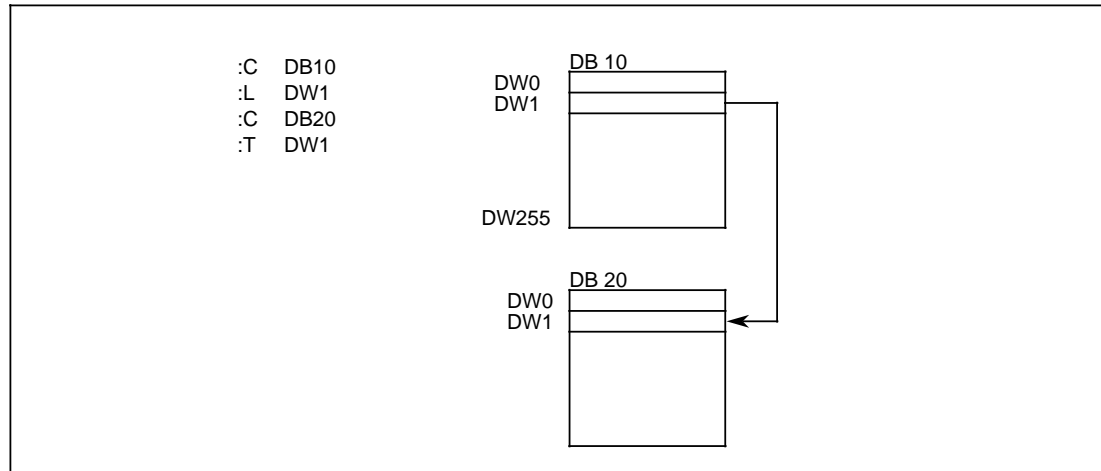 :C DB10
:L DW1
:C DB20
:T DW1
DB 10
DW0
DW1
DW255
DB 20
DW0
DW1